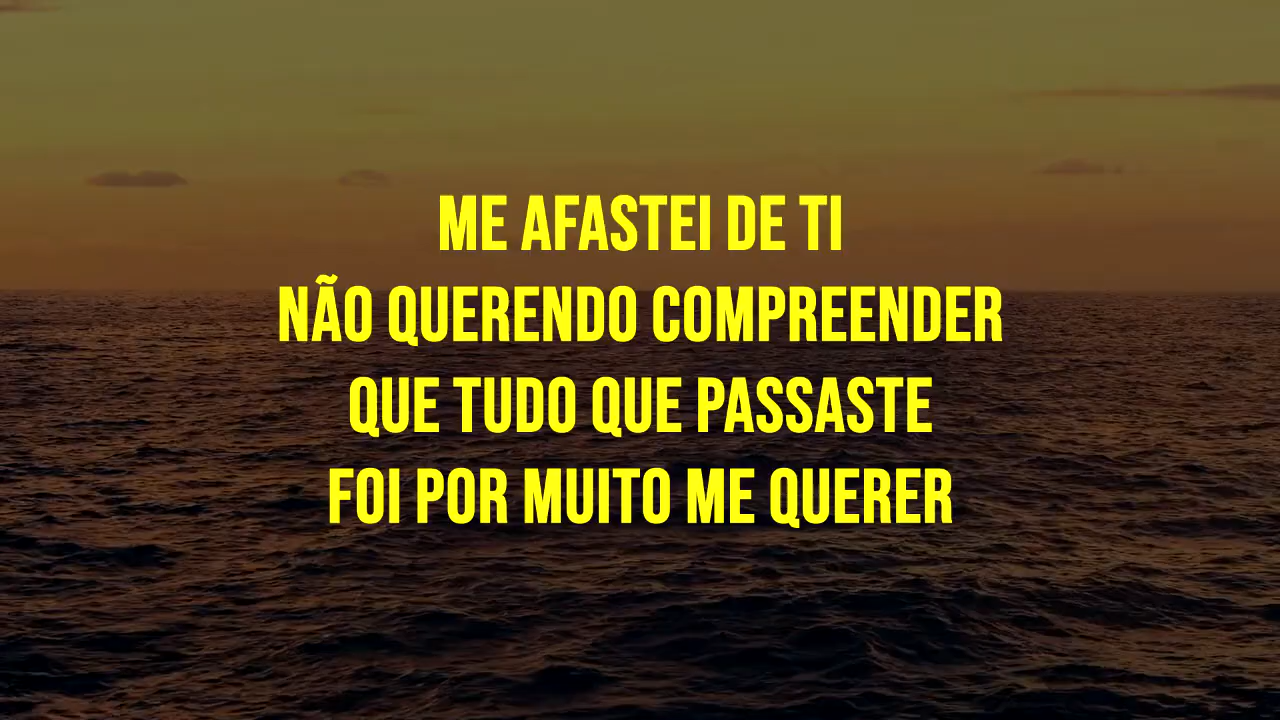 ME AFASTEI DE TI
NÃO QUERENDO COMPREENDER
QUE TUDO QUE PASSASTE
FOI POR MUITO ME QUERER